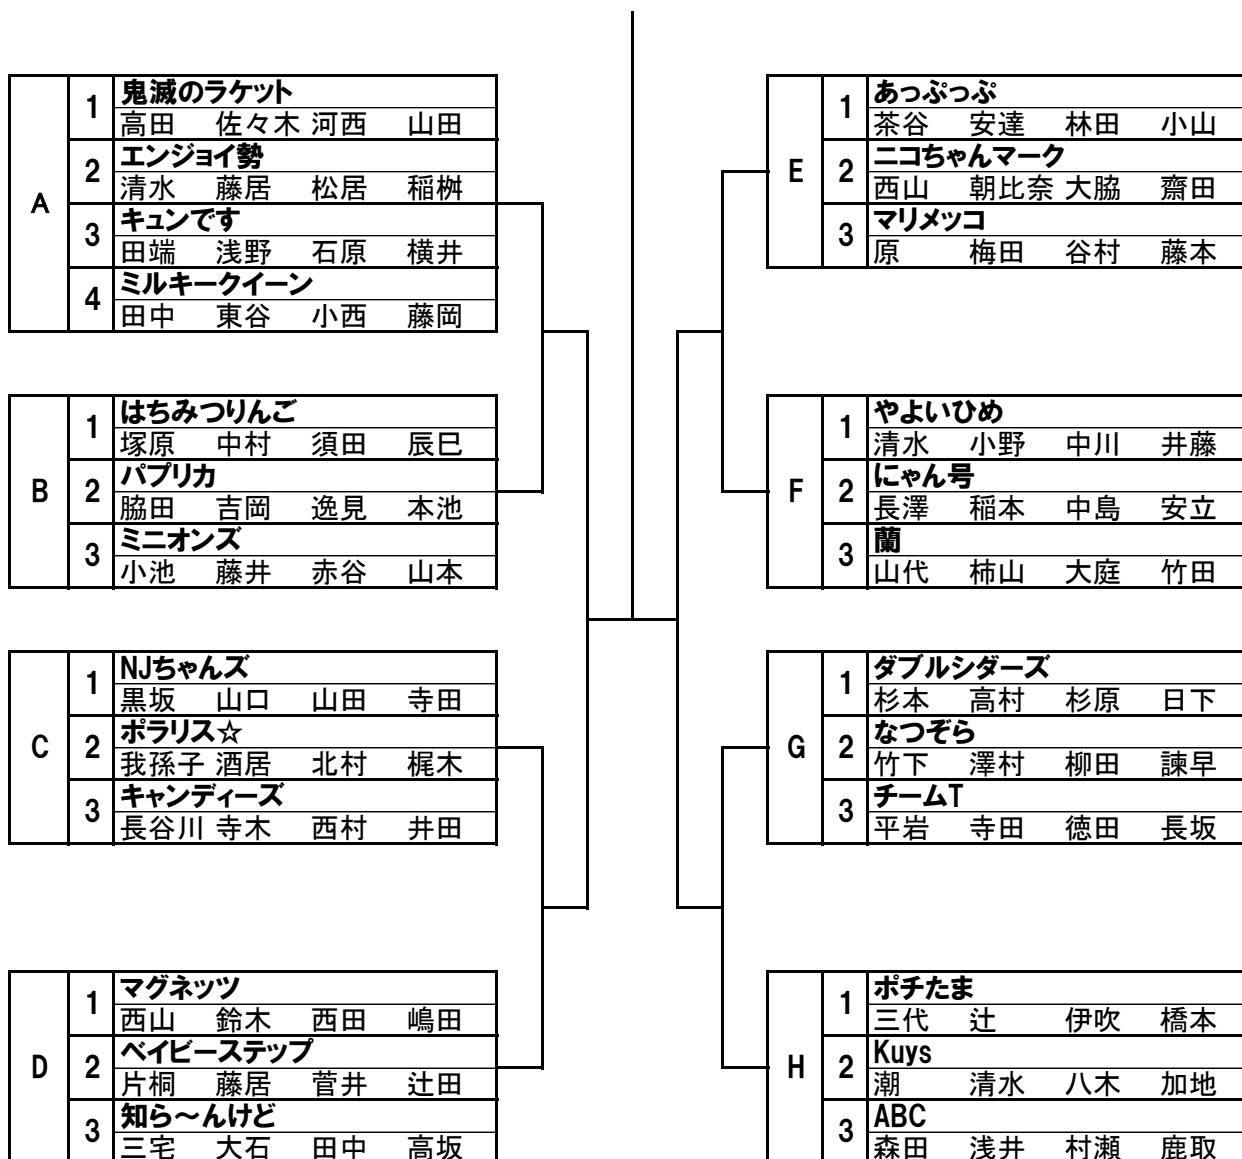 A
1
鬼滅のラケット
高田 佐々木 河西 山田
2
エンジョイ勢
清水 藤居 松居 稲桝
3
キュンです
田端 浅野 石原 横井
4
ミルキークイーン
田中 東谷 小西 藤岡
B
1
はちみつりんご
塚原 中村 須田 辰巳
2
パプリカ
脇田 吉岡 逸見 本池
3
ミニオンズ
小池 藤井 赤谷 山本
C
1
NJちゃんズ
黒坂 山口 山田 寺田
2
ポラリス☆
我孫子 酒居 北村 梶木
3
キャンディーズ
長谷川 寺木 西村 井田
D
1
マグネッツ
西山 鈴木 西田 嶋田
2
ベイビーステップ
片桐 藤居 菅井 辻田
3
知ら～んけど
三宅 大石 田中 高坂
E
1
あっぷっぷ
茶谷 安達 林田 小山
2
ニコちゃんマーク
西山 朝比奈 大脇 齋田
3
マリメッコ
原 梅田 谷村 藤本
F
1
やよいひめ
清水 小野 中川 井藤
2
にゃん号
長澤 稲本 中島 安立
3
蘭
山代 柿山 大庭 竹田
G
1
ダブルシダーズ
杉本 高村 杉原 日下
2
なつぞら
竹下 澤村 柳田 諫早
3
チームT
平岩 寺田 徳田 長坂
H
1
ポチたま
三代 辻 伊吹 橋本
2
Kuys
潮 清水 八木 加地
3
ABC
森田 浅井 村瀬 鹿取